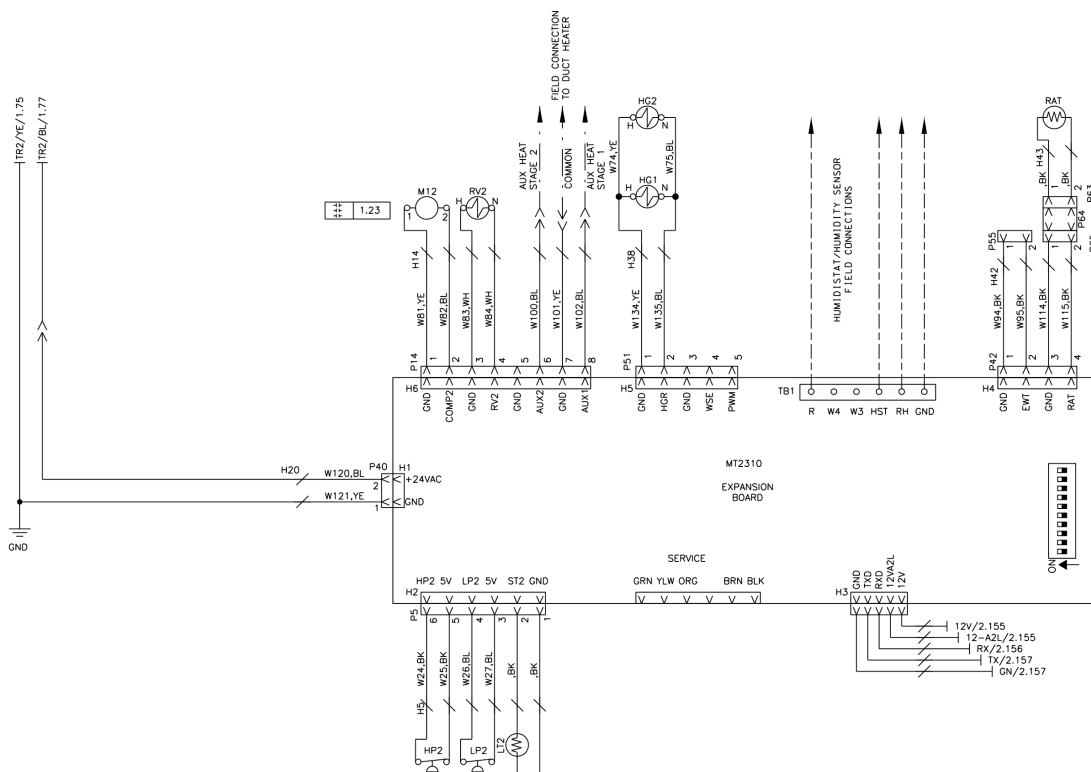 TR2/YE/1.75
TR2/BL/1.77
FIELD CONNECTION
TO DUCT HEATER
AUX HEAT
STAGE 2
COMMON
AUX HEAT
STAGE 1
HG2
H
N
W74,YE
W75,BL
HG1
H
N
RAT
H43
,BK
,BK
1
2
P63
P64
M12
1
2
RV2
H
N
1.23
H14
H38
HUMIDISTAT/HUMIDITY SENSOR
FIELD CONNECTIONS
P55
1
2
1
2
H42
W81,YE
W82,BL
W83,WH
W84,WH
W100,BL
W101,YE
W102,BL
W134,YE
W135,BL
W94,BK
W95,BK
W114,BK
W115,BK
P14
1
2
3
4
5
6
7
8
H6
GND
COMP2
GND
RV2
GND
AUX2
GND
AUX1
P51
1
2
3
4
5
H5
GND
HGR
GND
WSE
PWM
TB1
R W4 W3 HST RH GND
P42
1
2
3
4
H4
GND
EWT
GND
RAT
H20
W120,BL
P40
H1
2
+24VAC
W121,YE
1
GND
GND
MT2310
EXPANSION
BOARD
ON
SERVICE
GRN YLW ORG BRN BLK
HP2 5V LP2 5V ST2 GND
H2
P5
6
5
4
3
2
1
H3
GND
TXD
RXD
12VA2L
12V
12V/2.155
12-A2L/2.155
RX/2.156
TX/2.157
GN/2.157
W24,BK
W25,BK
W26,BL
W27,BL
,BK
,BK
H5
HP2
LP2
LT2